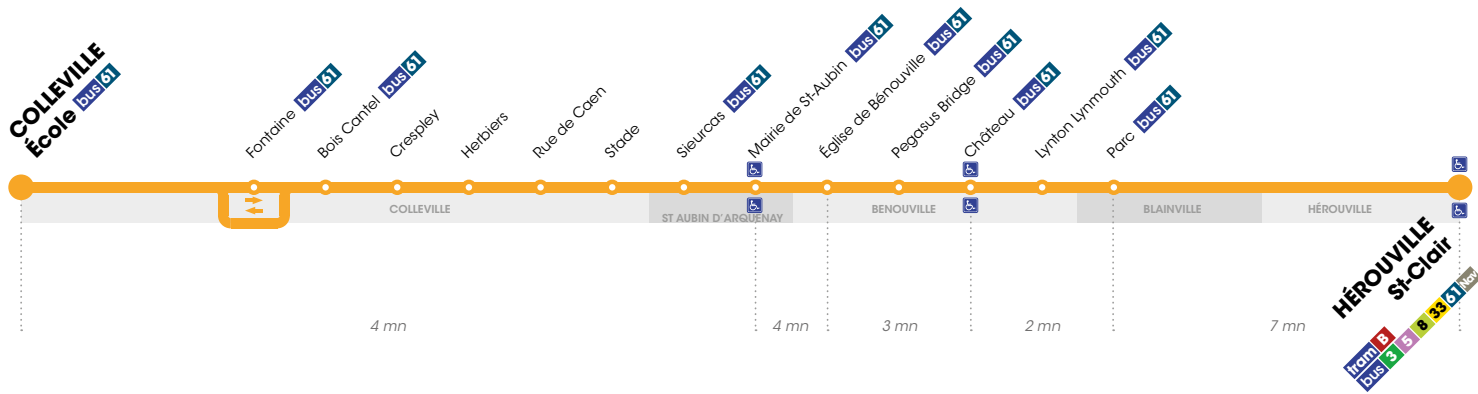 COLLEVILLE
École bus 61
Fontaine bus 61
Bois Cantel bus 61
Crespley
Herbiers
Rue de Caen
Stade
Sieurcas bus 61
Mairie de St-Aubin bus 61
Église de Bénouville bus 61
Pegasus Bridge bus 61
Château bus 61
Lynton Lynmouth bus 61
Parc bus 61
COLLEVILLE
ST AUBIN D'ARQUENAY
BENOUVILLE
BLAINVILLE
HÉROUVILLE
HÉROUVILLE
St-Clair
tram B
bus 3 5 8 33 61 Nav
4 mn
4 mn
3 mn
2 mn
7 mn